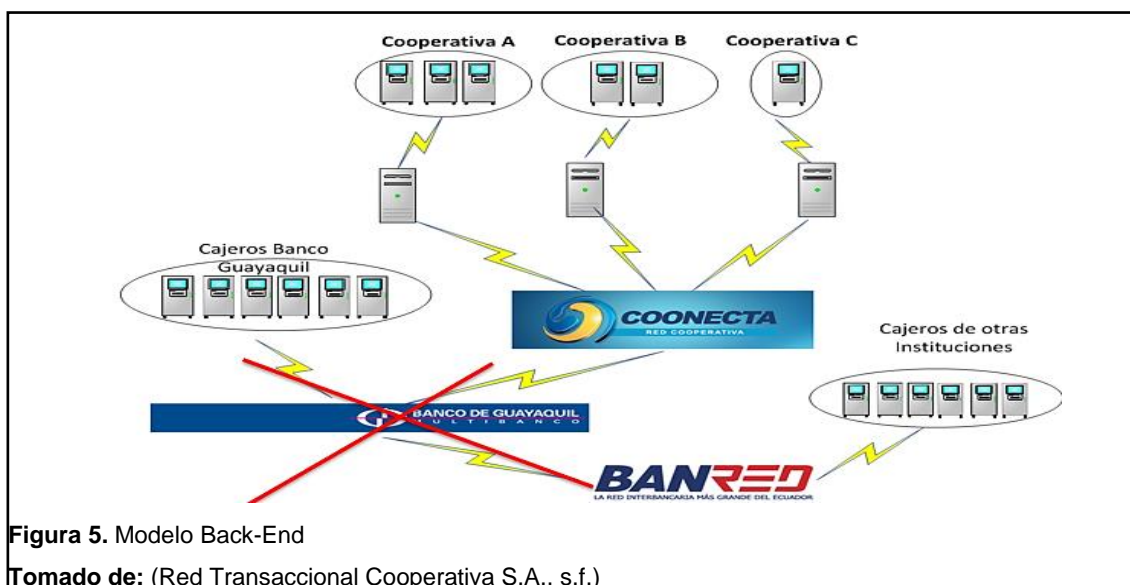 Cooperativa A
Cooperativa B
Cooperativa C
Cajeros Banco
Guayaquil
COONECTA
RED COOPERATIVA
Cajeros de otras
Instituciones
BANCO DE GUAYAQUIL
MULTIBANCO
BANRED
LA RED INTERBANCARIA MÁS GRANDE DEL ECUADOR
Figura 5. Modelo Back-End
Tomado de: (Red Transaccional Cooperativa S.A., s.f.)